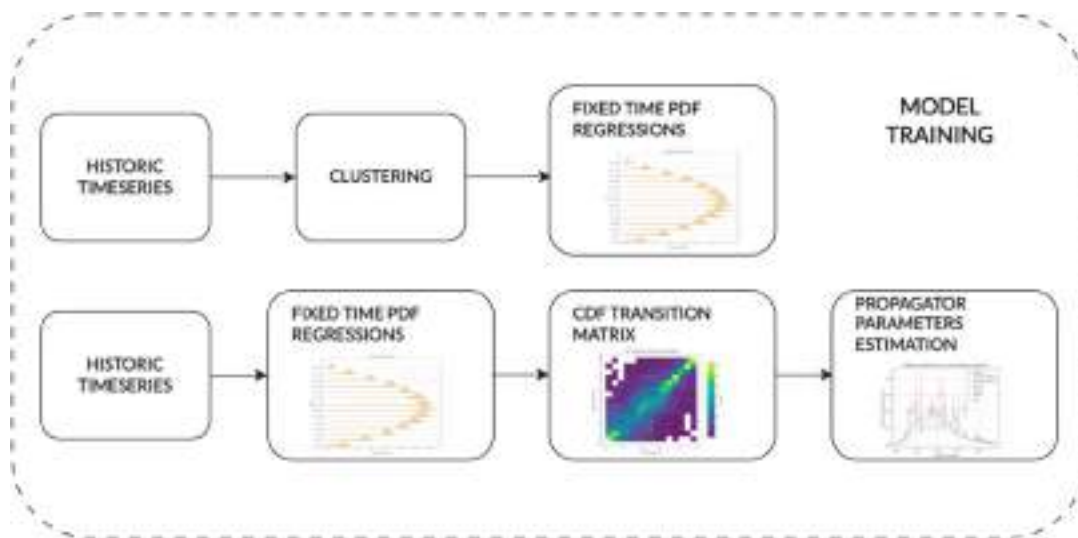 FIXED TIME PDF
REGRESSIONS
MODEL
TRAINING
HISTORIC
TIMESERIES
CLUSTERING
FIXED TIME PDF
REGRESSIONS
CDF TRANSITION
MATRIX
PROPAGATOR
PARAMETERS
ESTIMATION
HISTORIC
TIMESERIES